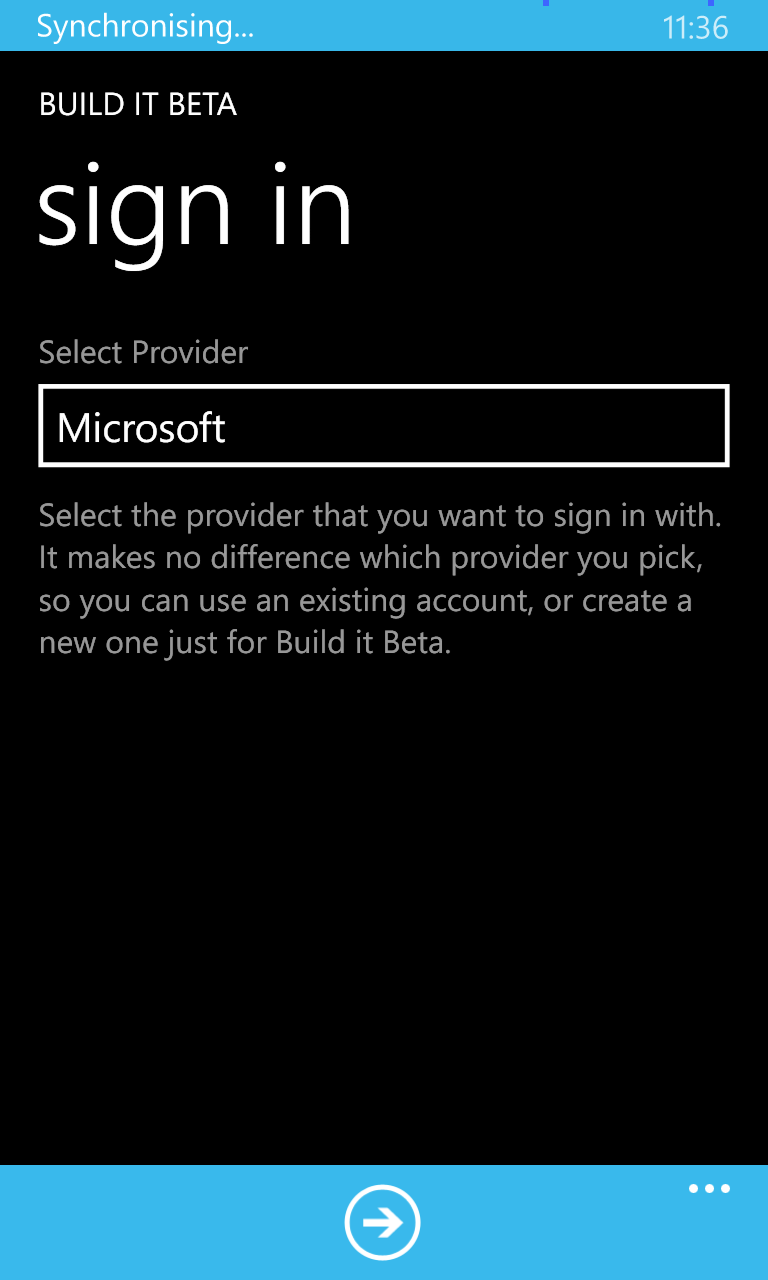 Synchronising... 11:36
BUILD IT BETA
sign in
Select Provider
Microsoft
Select the provider that you want to sign in with.
It makes no difference which provider you pick,
so you can use an existing account, or create a
new one just for Build it Beta.